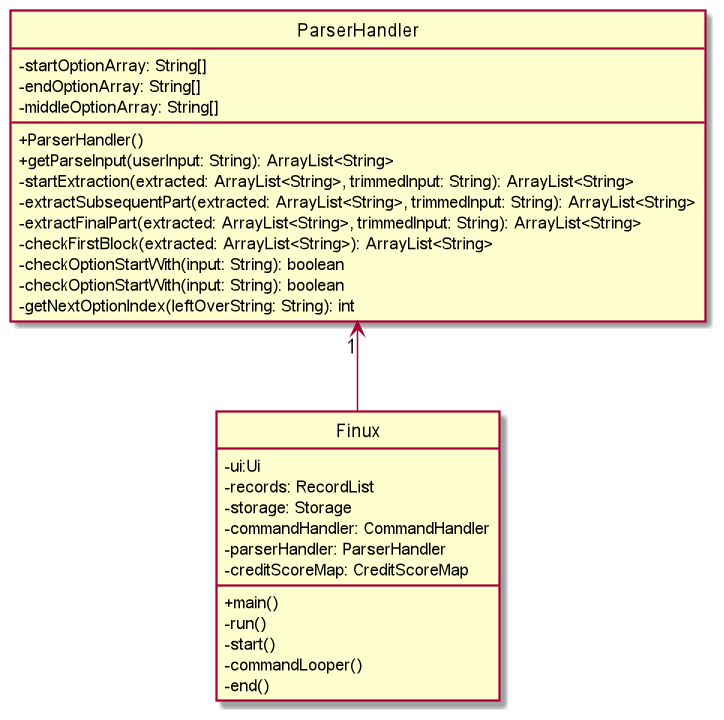 ParserHandler
-startOptionArray: String[]
-endOptionArray: String[]
-middleOptionArray: String[]
+ParserHandler()
+getParseInput(userInput: String): ArrayList<String>
-startExtraction(extracted: ArrayList<String>, trimmedInput: String): ArrayList<String>
-extractSubsequentPart(extracted: ArrayList<String>, trimmedInput: String): ArrayList<String>
-extractFinalPart(extracted: ArrayList<String>, trimmedInput: String): ArrayList<String>
-checkFirstBlock(extracted: ArrayList<String>): ArrayList<String>
-checkOptionStartWith(input: String): boolean
-checkOptionStartWith(input: String): boolean
-getNextOptionIndex(leftOverString: String): int
1
Finux
-ui:Ui
-records: RecordList
-storage: Storage
-commandHandler: CommandHandler
-parserHandler: ParserHandler
-creditScoreMap: CreditScoreMap
+main()
-run()
-start()
-commandLooper()
-end()